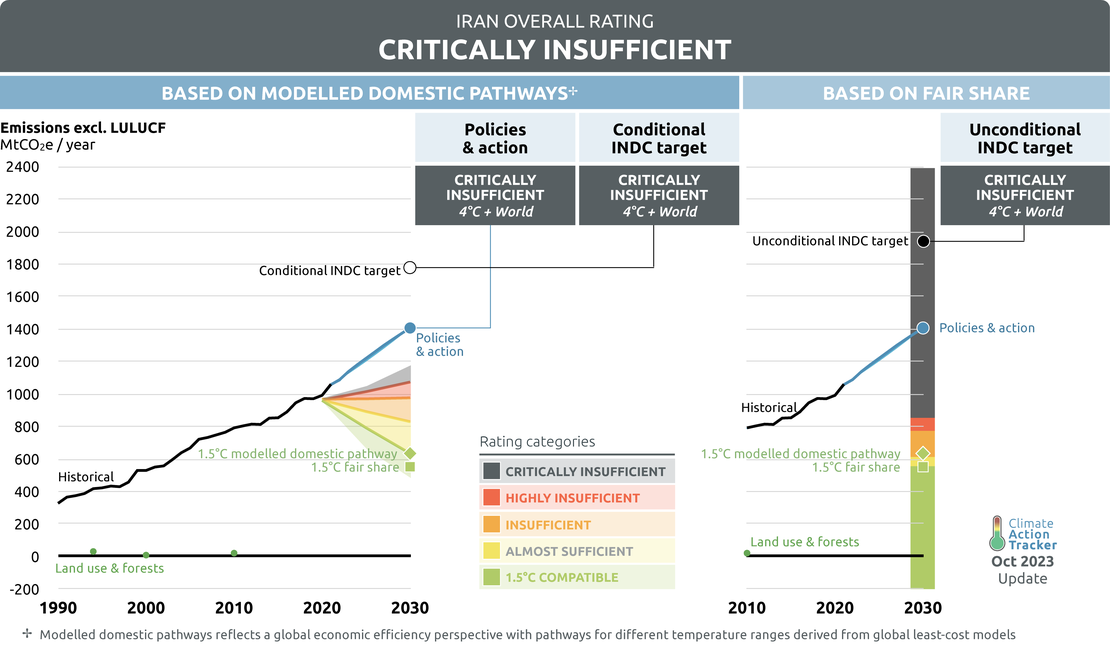 IRAN OVERALL RATING
CRITICALLY INSUFFICIENT
BASED ON MODELLED DOMESTIC PATHWAYS✢
BASED ON FAIR SHARE
Emissions excl. LULUCF
MtCO₂e / year
Policies
& action
Conditional
INDC target
Unconditional
INDC target
CRITICALLY
INSUFFICIENT
4°C + World
CRITICALLY
INSUFFICIENT
4°C + World
CRITICALLY
INSUFFICIENT
4°C + World
2400
2200
2000
1800
1600
1400
1200
1000
800
600
400
200
0
-200
Conditional INDC target
Policies
& action
1.5°C modelled domestic pathway
1.5°C fair share
Historical
Land use & forests
1990
2000
2010
2020
2030
Rating categories
CRITICALLY INSUFFICIENT
HIGHLY INSUFFICIENT
INSUFFICIENT
ALMOST SUFFICIENT
1.5°C COMPATIBLE
Unconditional INDC target
Policies & action
Historical
1.5°C modelled domestic pathway
1.5°C fair share
Land use & forests
2010
2020
2030
Climate
Action
Tracker
Oct 2023
Update
✢ Modelled domestic pathways reflects a global economic efficiency perspective with pathways for different temperature ranges derived from global least-cost models